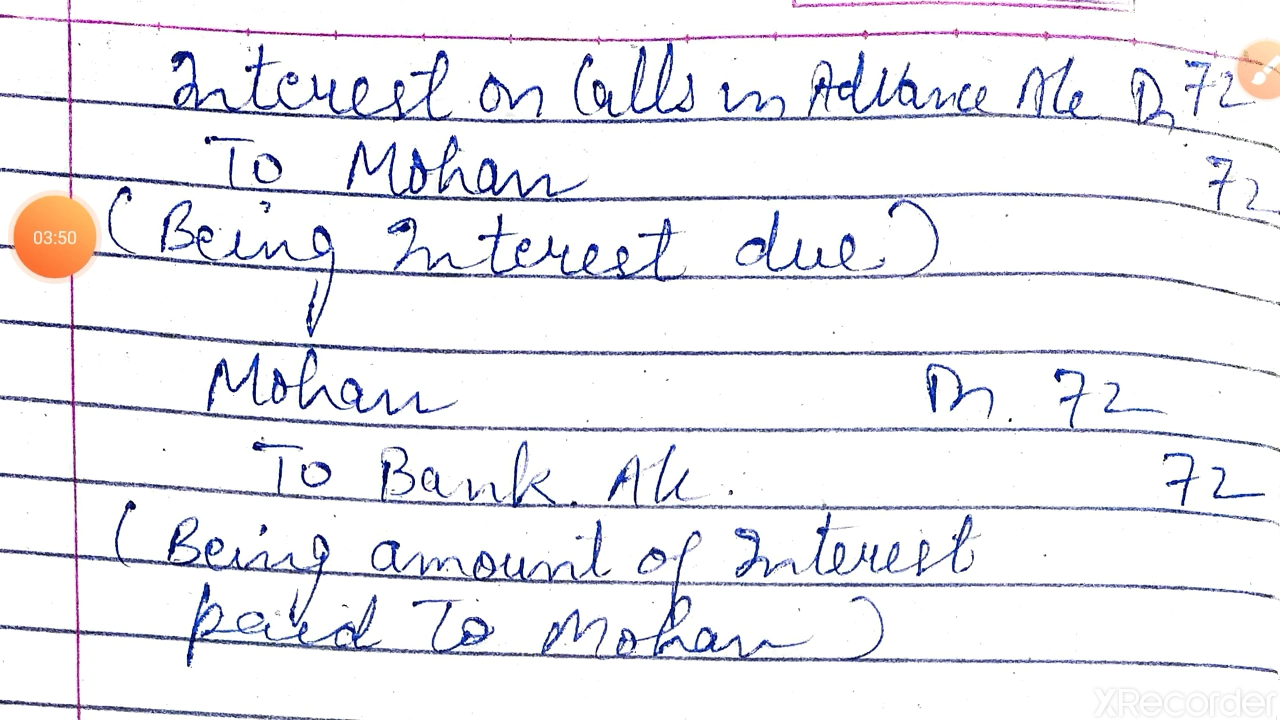 Interest on Calls in Advance A/c Dr 72
To Mohan 72
03:50
(Being Interest due)
Mohan Dr. 72
To Bank. A/c. 72
(Being amount of Interest
paid To Mohan)
XRecorder